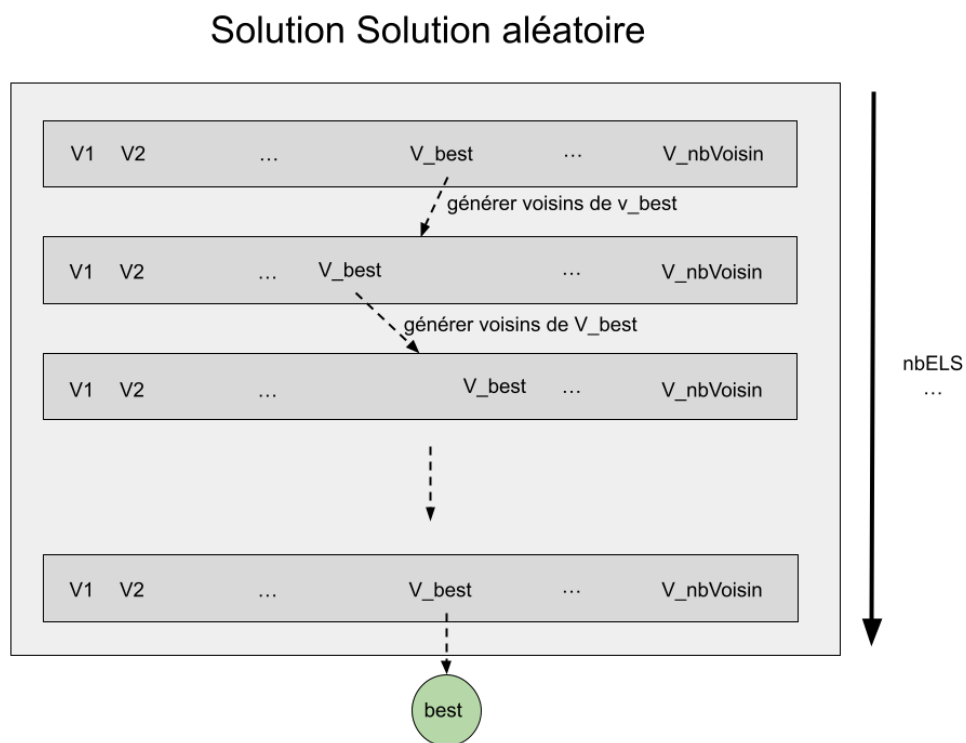 Solution Solution aléatoire
V1 V2 … V_best … V_nbVoisin
générer voisins de v_best
V1 V2 … V_best … V_nbVoisin
générer voisins de V_best
V1 V2 … V_best … V_nbVoisin
nbELS
…
V1 V2 … V_best … V_nbVoisin
best